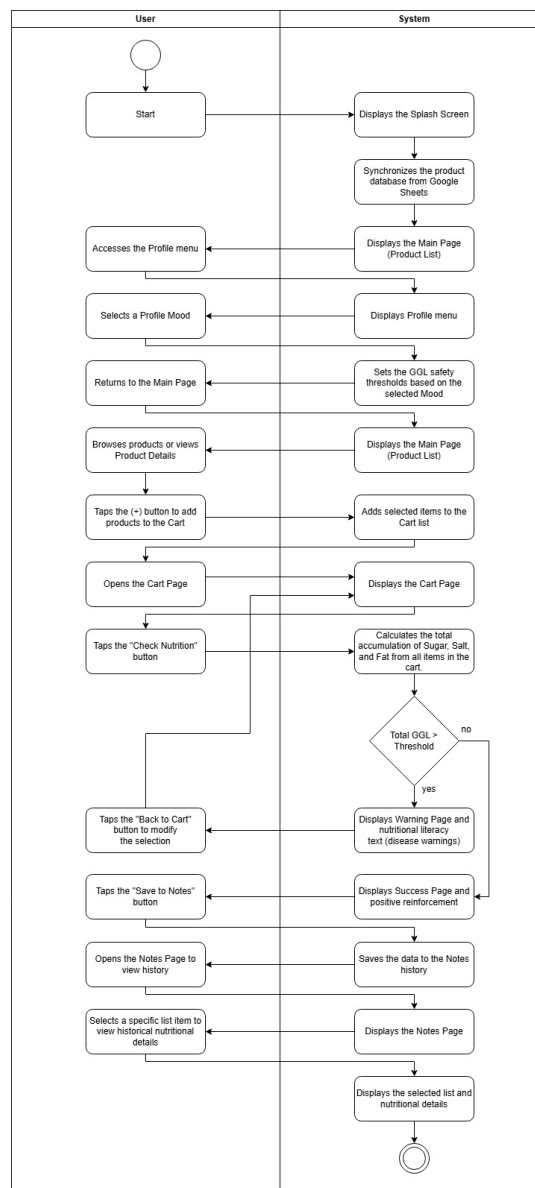 User
System
Start
Displays the Splash Screen
Synchronizes the product
database from Google
Sheets
Accesses the Profile menu
Displays the Main Page
(Product List)
Selects a Profile Mood
Displays Profile menu
Returns to the Main Page
Sets the GGL safety
thresholds based on the
selected Mood
Browses products or views
Product Details
Displays the Main Page
(Product List)
Taps the (+) button to add
products to the Cart
Adds selected items to the
Cart list
Opens the Cart Page
Displays the Cart Page
Taps the "Check Nutrition"
button
Calculates the total
accumulation of Sugar, Salt,
and Fat from all items in the
cart.
Total GGL >
Threshold
no
yes
Taps the "Back to Cart"
button to modify
the selection
Displays Warning Page and
nutritional literacy
text (disease warnings)
Taps the "Save to Notes"
button
Displays Success Page and
positive reinforcement
Opens the Notes Page to
view history
Saves the data to the Notes
history
Selects a specific list item to
view historical nutritional
details
Displays the Notes Page
Displays the selected list and
nutritional details